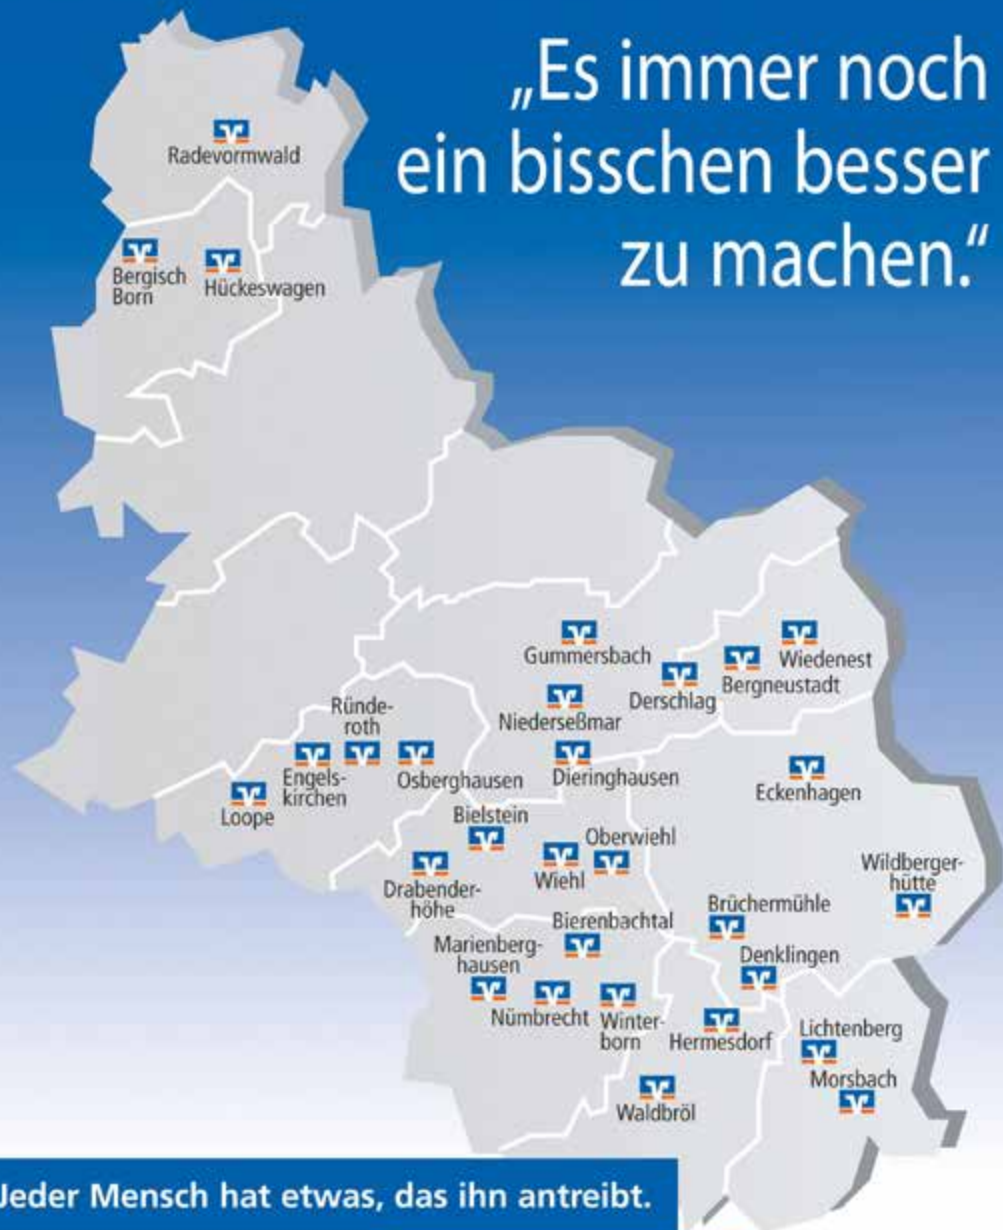 „Es immer noch
ein bisschen besser
zu machen.“
Radevormwald
Bergisch
Born
Hückeswagen
Gummersbach
Wiedenest
Bergneustadt
Derschlag
Niederseßmar
Ründe-
roth
Engels-
kirchen
Osberghausen
Dieringhausen
Eckenhagen
Loope
Bielstein
Oberwiehl
Wiehl
Drabender-
höhe
Wildberger-
hütte
Brüchermühle
Bierenbachtal
Marienberg-
hausen
Denklingen
Nümbrecht
Winter-
born
Hermesdorf
Lichtenberg
Morsbach
Waldbröl
Jeder Mensch hat etwas, das ihn antreibt.